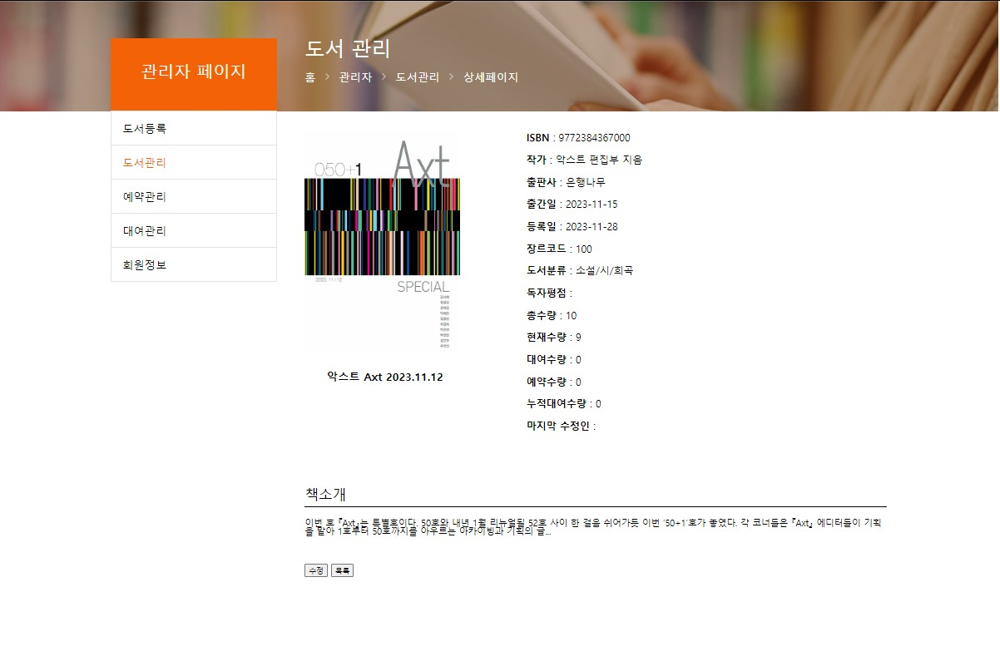 도서 관리
관리자 페이지
홈 > 관리자 > 도서관리 > 상세페이지
도서등록
도서관리
예약관리
대여관리
회원정보
050+1 Axt
2023. 11 / 12
SPECIAL
악스트 Axt 2023.11.12
ISBN : 9772384367000
작가 : 악스트 편집부 지음
출판사 : 은행나무
출간일 : 2023-11-15
등록일 : 2023-11-28
장르코드 : 100
도서분류 : 소설/시/희곡
독자평점 :
총수량 : 10
현재수량 : 9
대여수량 : 0
예약수량 : 0
누적대여수량 : 0
마지막 수정인 :
책소개
이번 호 『Axt』는 특별호이다. 50호와 내년 1월 리뉴얼될 52호 사이 한 걸음 쉬어가듯 이번 '50+1'호가 놓였다. 각 코너들은 『Axt』 에디터들이 기획
을 맡아 1호부터 50호까지를 아우르는 아카이빙과 기획의 글...
수정 목록